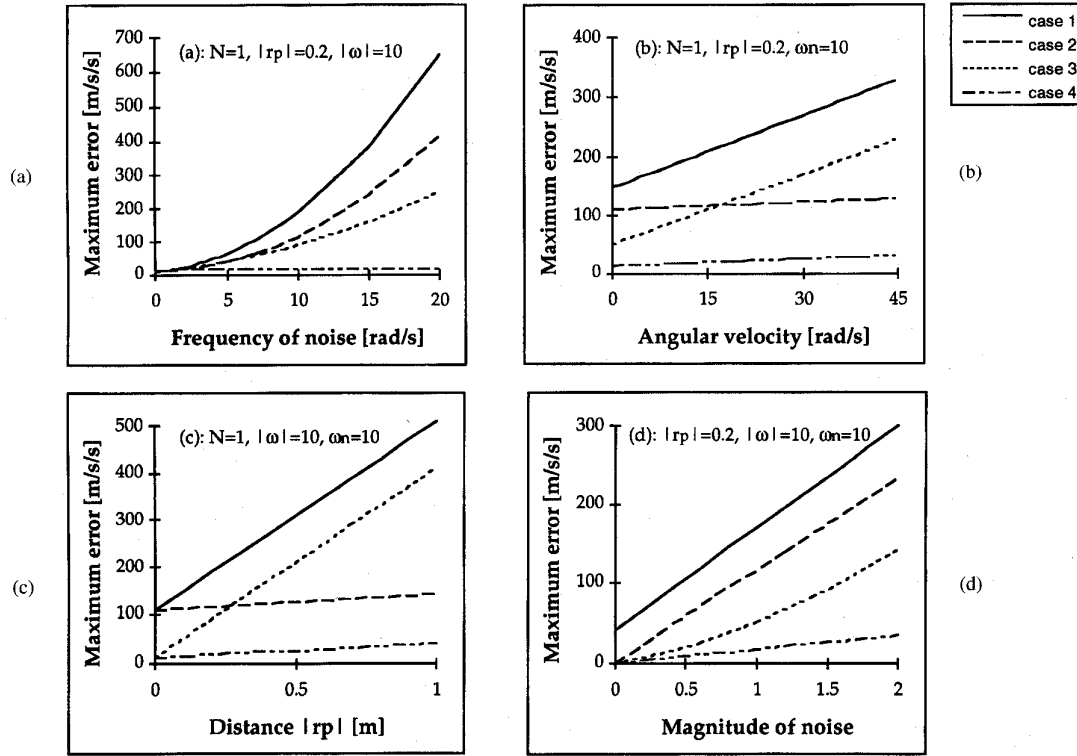 (a)
Maximum error [m/s/s]
700
600
500
400
300
200
100
0
(a): N=1, |rp|=0.2, |ω|=10
0 5 10 15 20
Frequency of noise [rad/s]
Maximum error [m/s/s]
400
300
200
100
0
(b): N=1, |rp|=0.2, ωn=10
0 15 30 45
Angular velocity [rad/s]
(b)
case 1
case 2
case 3
case 4
(c)
Maximum error [m/s/s]
500
400
300
200
100
0
(c): N=1, |ω|=10, ωn=10
0 0.5 1
Distance |rp| [m]
Maximum error [m/s/s]
300
200
100
0
(d): |rp|=0.2, |ω|=10, ωn=10
0 0.5 1 1.5 2
Magnitude of noise
(d)